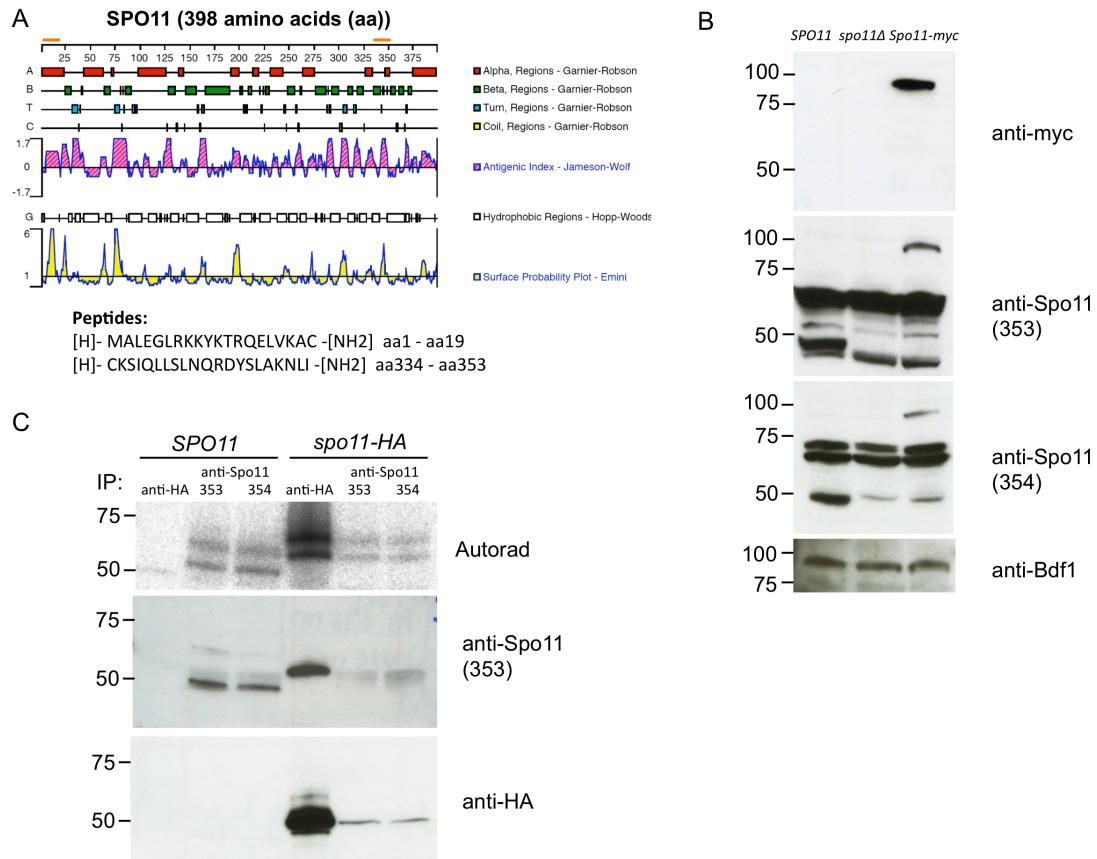 A
SPO11 (398 amino acids (aa))
25 50 75 100 125 150 175 200 225 250 275 300 325 350 375
A
Alpha, Regions - Garnier-Robson
B
Beta, Regions - Garnier-Robson
T
Turn, Regions - Garnier-Robson
C
Coil, Regions - Garnier-Robson
1.7
0
-1.7
Antigenic Index - Jameson-Wolf
G
Hydrophobic Regions - Hopp-Woods
6
1
Surface Probability Plot - Emini
Peptides:
[H]- MALEGLRKKYKTRQELVKAC -[NH2] aa1 - aa19
[H]- CKSIQLLSLNQRDYSLAKNLI -[NH2] aa334 - aa353
B
SPO11 spo11Δ Spo11-myc
100
75
50
anti-myc
100
75
50
anti-Spo11
(353)
100
75
50
anti-Spo11
(354)
100
75
anti-Bdf1
C
SPO11 spo11-HA
IP:
anti-HA
anti-Spo11
353 354
anti-HA
anti-Spo11
353 354
75
50
Autorad
75
50
anti-Spo11
(353)
75
50
anti-HA